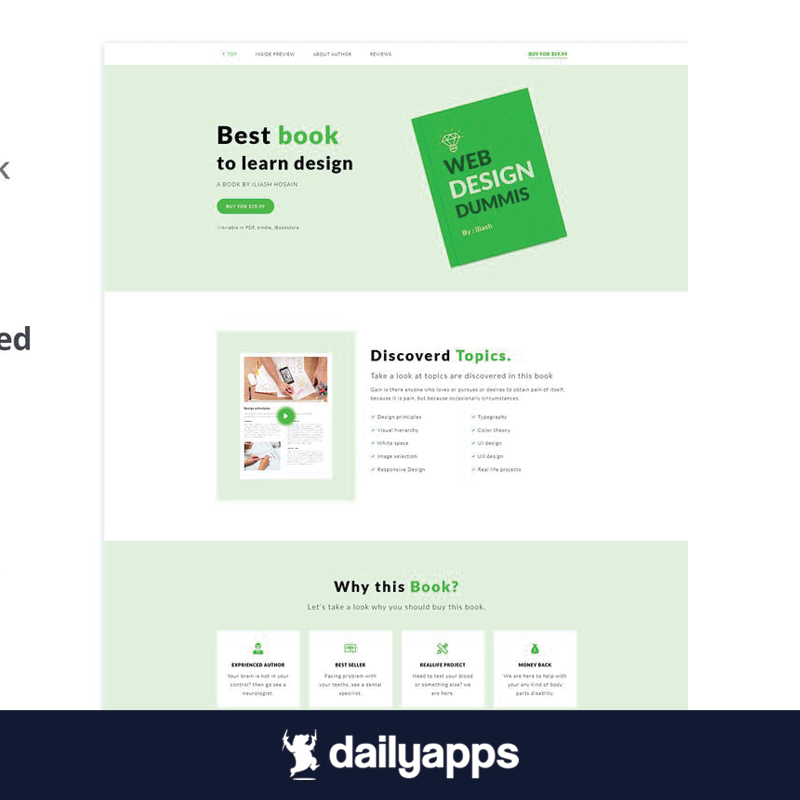 k
ed
TOP
INSIDE PREVIEW
ABOUT AUTHOR
REVIEWS
BUY FOR $19.99
Best book
to learn design
A BOOK BY ILIASH HOSAIN
BUY FOR $19.99
Aviable in PDF, kindle, iBookstore
WEB
DESIGN
DUMMIS
By : iliash
Discoverd Topics.
Take a look at topics are discovered in this book
Gain is there anyone who loves or pursues or desires to obtain pain of itself,
because it is pain, but because occasionally circumstances.
Design principles
Visual hierarchy
White space
Image selection
Responsive Design
Typography
Color theory
UI design
UX design
Real life projects
Design principles
Why this Book?
Let's take a look why you should buy this book.
EXPRIENCED AUTHOR
Your brain is not in your
control? then go see a
neurologist.
BEST SELLER
Facing problem with
your teeths, see a dental
specilist.
REALIFE PROJECT
Need to test your blood
or something else? we
are here.
MONEY BACK
We are here to help with
your any kind of body
parts disablity.
dailyapps